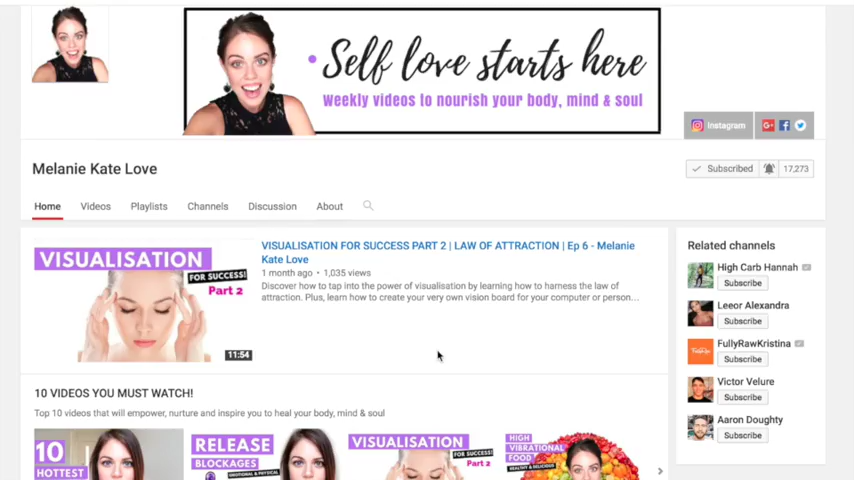 Self love starts here
Weekly videos to nourish your body, mind & soul
Instagram
Melanie Kate Love
Subscribed
17,273
Home
Videos
Playlists
Channels
Discussion
About
VISUALISATION
FOR SUCCESS!
Part 2
11:54
VISUALISATION FOR SUCCESS PART 2 | LAW OF ATTRACTION | Ep 6 - Melanie
Kate Love
1 month ago • 1,035 views
Discover how to tap into the power of visualisation by learning how to harness the law of
attraction. Plus, learn how to create your very own vision board for your computer or person...
Related channels
High Carb Hannah
Subscribe
Leeor Alexandra
Subscribe
FullyRawKristina
Subscribe
Victor Velure
Subscribe
Aaron Doughty
Subscribe
10 VIDEOS YOU MUST WATCH!
Top 10 videos that will empower, nurture and inspire you to heal your body, mind & soul
10
HOTTEST
RELEASE
BLOCKAGES
EMOTIONAL & PHYSICAL
VISUALISATION
FOR SUCCESS!
Part 2
HIGH
VIBRATIONAL
FOOD
HEALTHY & DELICIOUS